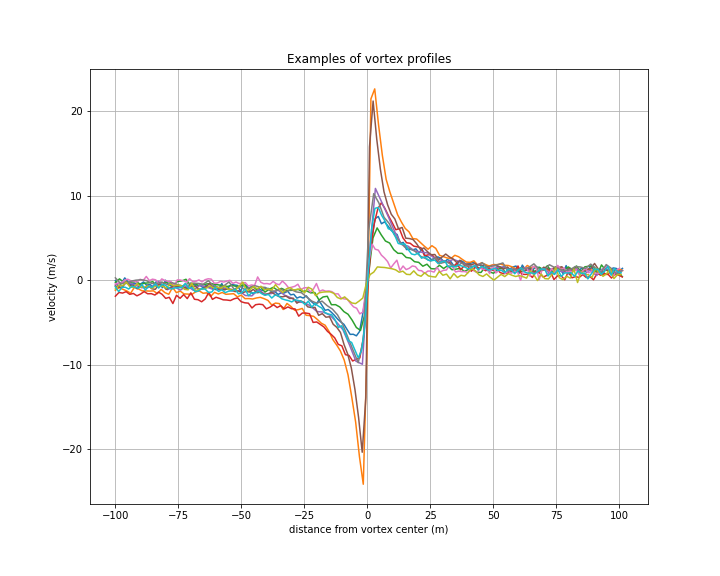 Examples of vortex profiles
20
10
0
−10
−20
velocity (m/s)
−100 −75 −50 −25 0 25 50 75 100
distance from vortex center (m)